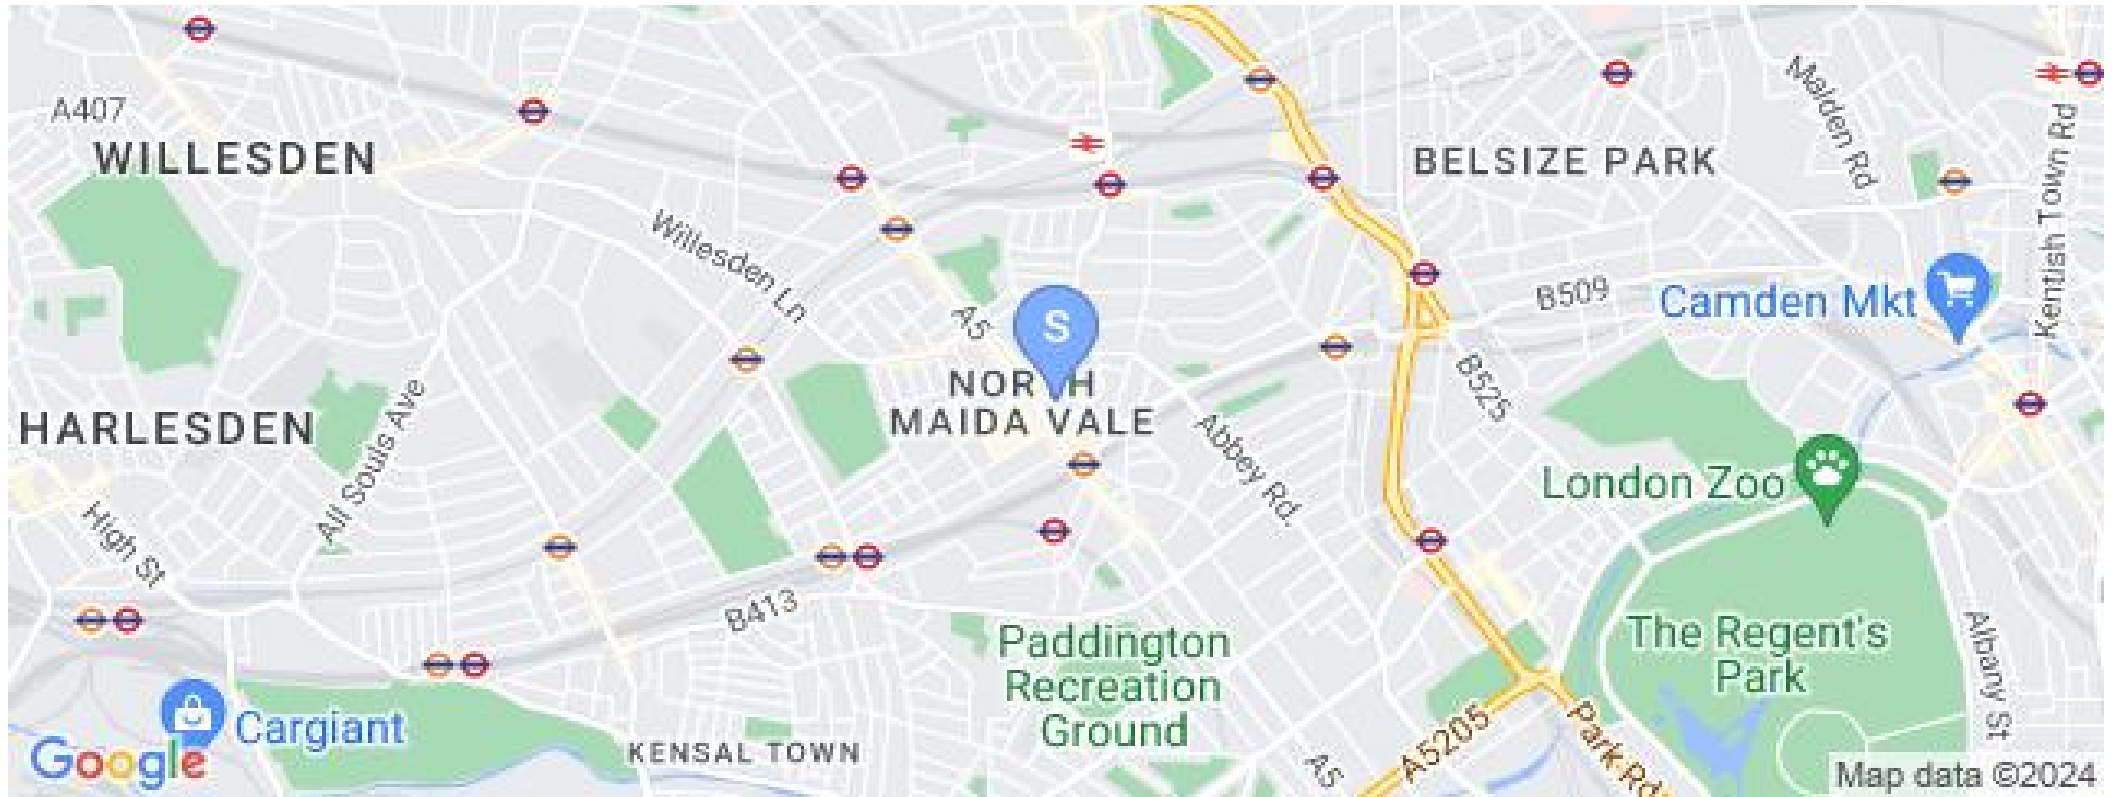 A407
WILLESDEN
Malden Rd
Kentish Town Rd
BELSIZE PARK
Willesden Ln
A5
S
B509
Camden Mkt
NORTH
MAIDA VALE
B525
HARLESDEN
All Souls Ave
Abbey Rd.
London Zoo
High St
B413
Paddington
Recreation
Ground
The Regent's
Park
Albany St
Cargiant
Google
KENSAL TOWN
A5
A5205
Park Rd
Map data ©2024